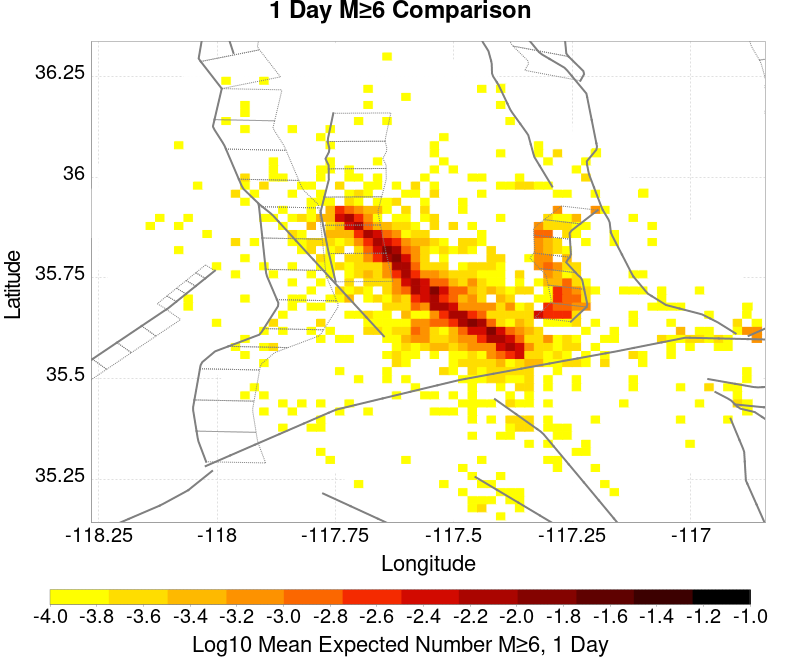 1 Day M≥6 Comparison
36.25
36
35.75
35.5
35.25
Latitude
-118.25 -118 -117.75 -117.5 -117.25 -117
Longitude
-4.0 -3.8 -3.6 -3.4 -3.2 -3.0 -2.8 -2.6 -2.4 -2.2 -2.0 -1.8 -1.6 -1.4 -1.2 -1.0
Log10 Mean Expected Number M≥6, 1 Day